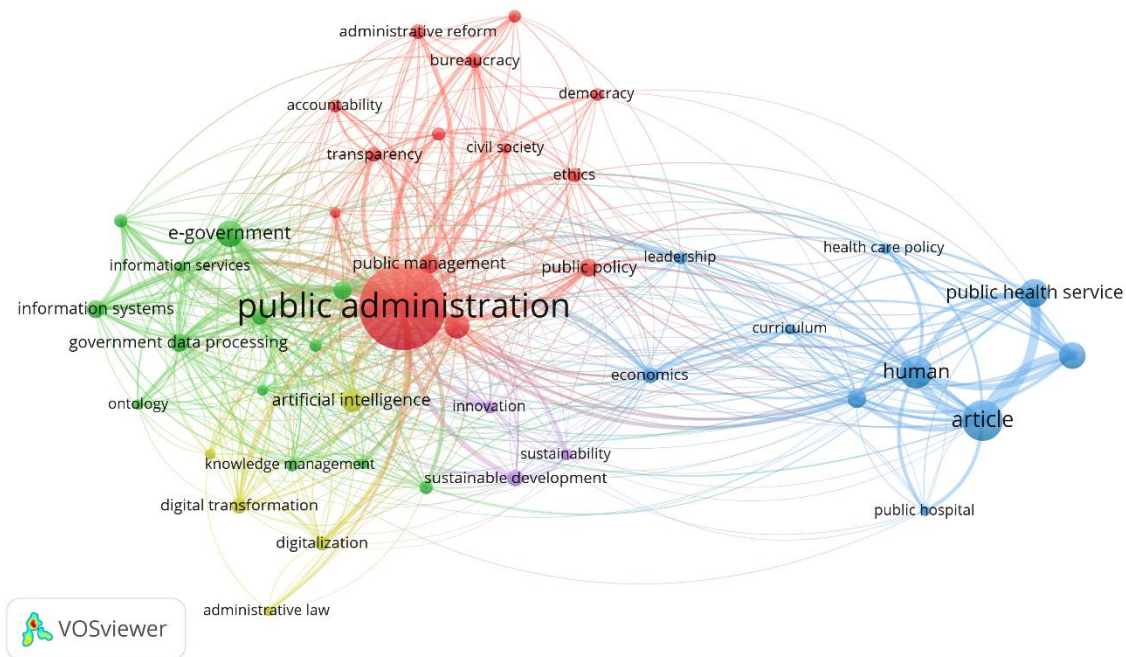 administrative reform
bureaucracy
democracy
accountability
civil society
transparency
ethics
e-government
information services
public management
public policy
leadership
health care policy
information systems
public administration
public health service
government data processing
curriculum
economics
human
ontology
artificial intelligence
innovation
article
knowledge management
sustainability
sustainable development
digital transformation
public hospital
digitalization
administrative law
VOSviewer